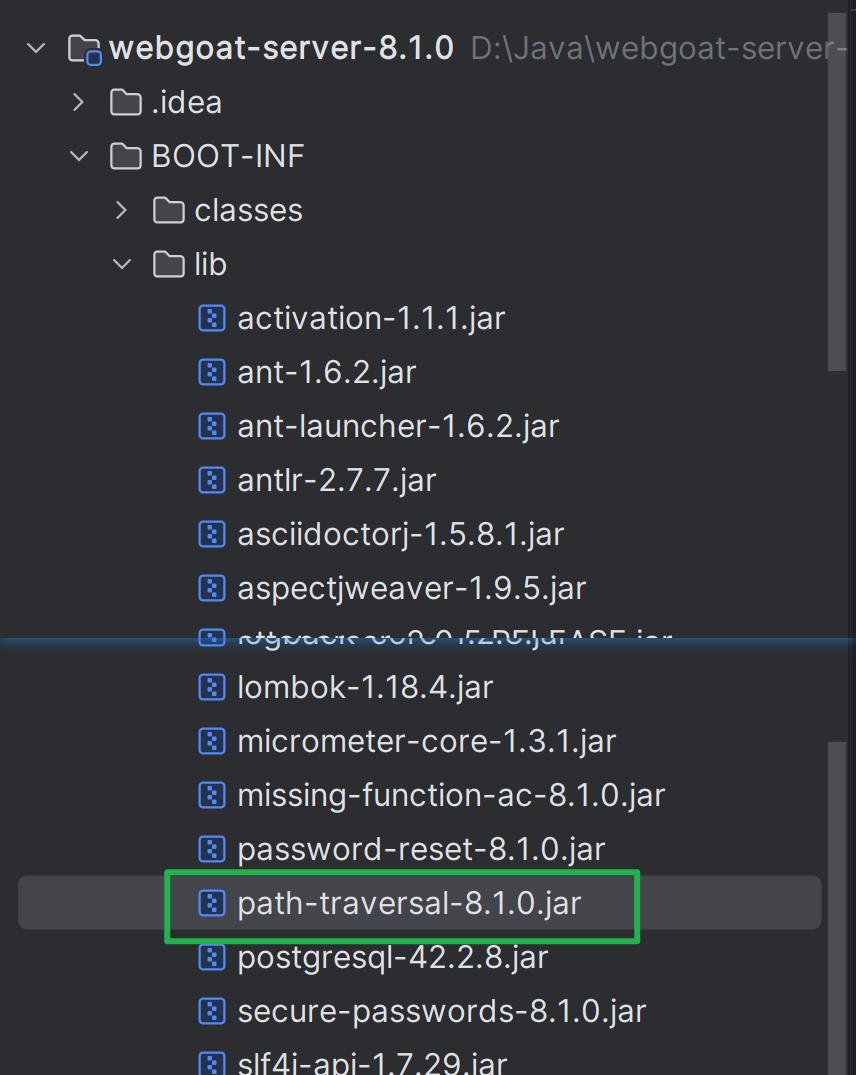 webgoat-server-8.1.0 D:\Java\webgoat-server-
.idea
BOOT-INF
classes
lib
activation-1.1.1.jar
ant-1.6.2.jar
ant-launcher-1.6.2.jar
antlr-2.7.7.jar
asciidoctorj-1.5.8.1.jar
aspectjweaver-1.9.5.jar
lombok-1.18.4.jar
micrometer-core-1.3.1.jar
missing-function-ac-8.1.0.jar
password-reset-8.1.0.jar
path-traversal-8.1.0.jar
postgresql-42.2.8.jar
secure-passwords-8.1.0.jar
slf4j-api-1.7.29.jar